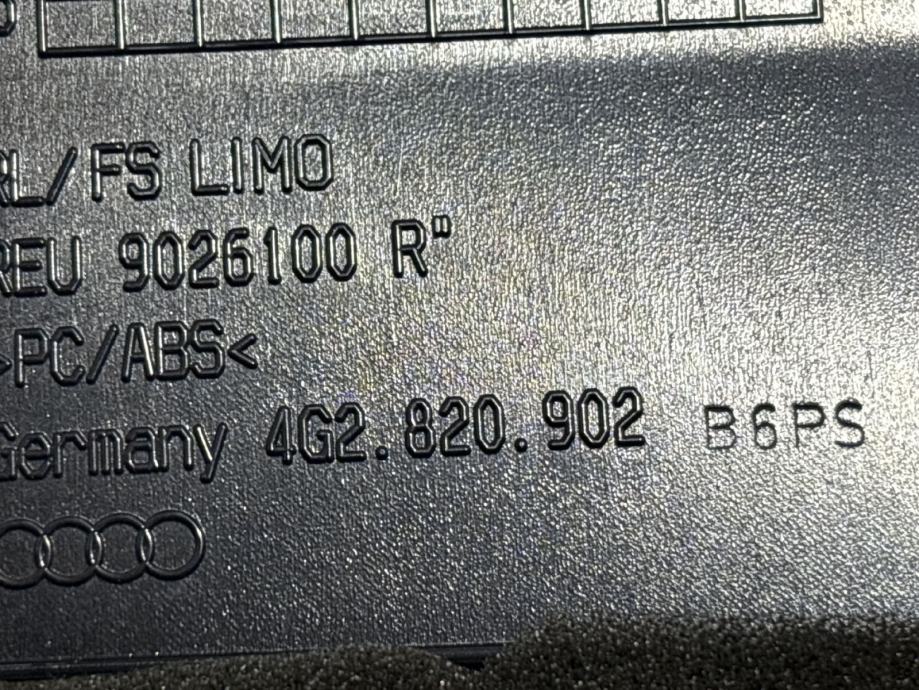 RL/FS LIMO
REU 9026100 R"
>PC/ABS<
Germany 4G2.820.902 B6PS